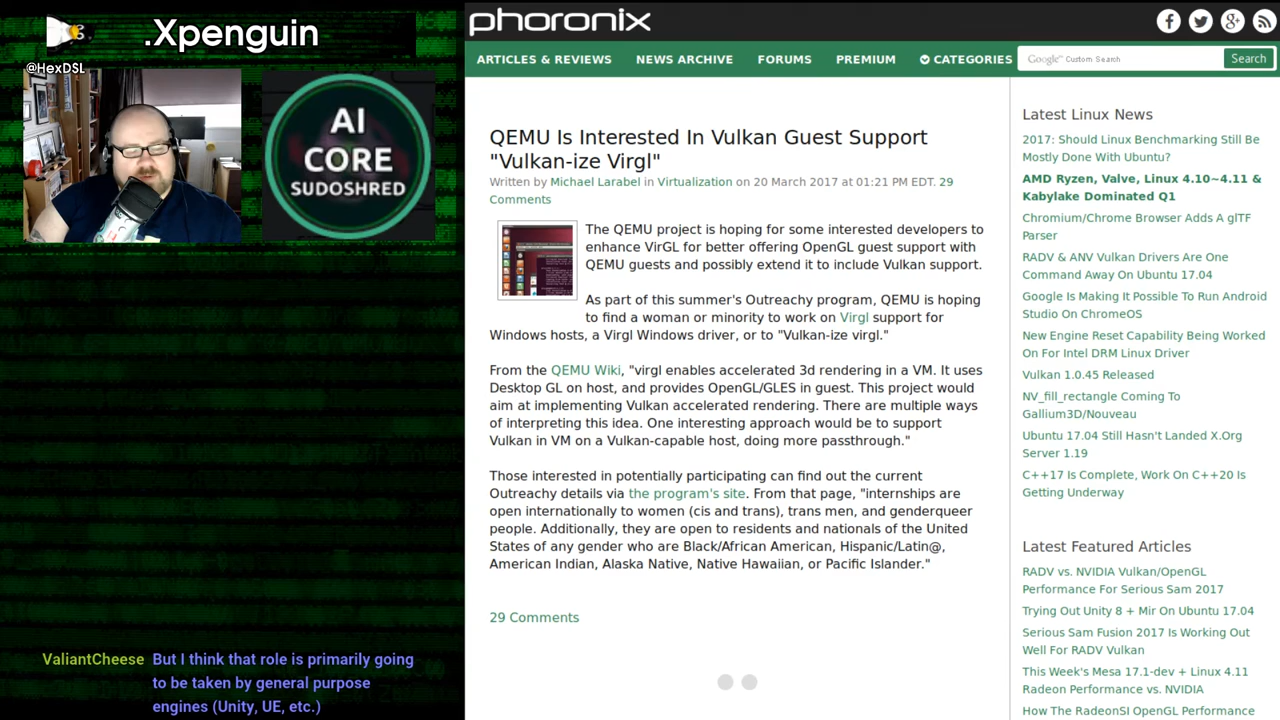 .Xpenguin
@HexDSL
AI
CORE
SUDOSHRED
ValiantCheese But I think that role is primarily going
to be taken by general purpose
engines (Unity, UE, etc.)
phoronix
ARTICLES & REVIEWS NEWS ARCHIVE FORUMS PREMIUM CATEGORIES
Google Custom Search Search
QEMU Is Interested In Vulkan Guest Support
"Vulkan-ize Virgl"
Written by Michael Larabel in Virtualization on 20 March 2017 at 01:21 PM EDT. 29
Comments
The QEMU project is hoping for some interested developers to
enhance VirGL for better offering OpenGL guest support with
QEMU guests and possibly extend it to include Vulkan support.
As part of this summer's Outreachy program, QEMU is hoping
to find a woman or minority to work on Virgl support for
Windows hosts, a Virgl Windows driver, or to "Vulkan-ize virgl."
From the QEMU Wiki, "virgl enables accelerated 3d rendering in a VM. It uses
Desktop GL on host, and provides OpenGL/GLES in guest. This project would
aim at implementing Vulkan accelerated rendering. There are multiple ways
of interpreting this idea. One interesting approach would be to support
Vulkan in VM on a Vulkan-capable host, doing more passthrough."
Those interested in potentially participating can find out the current
Outreachy details via the program's site. From that page, "internships are
open internationally to women (cis and trans), trans men, and genderqueer
people. Additionally, they are open to residents and nationals of the United
States of any gender who are Black/African American, Hispanic/Latin@,
American Indian, Alaska Native, Native Hawaiian, or Pacific Islander."
29 Comments
Latest Linux News
2017: Should Linux Benchmarking Still Be
Mostly Done With Ubuntu?
AMD Ryzen, Valve, Linux 4.10~4.11 &
Kabylake Dominated Q1
Chromium/Chrome Browser Adds A glTF
Parser
RADV & ANV Vulkan Drivers Are One
Command Away On Ubuntu 17.04
Google Is Making It Possible To Run Android
Studio On ChromeOS
New Engine Reset Capability Being Worked
On For Intel DRM Linux Driver
Vulkan 1.0.45 Released
NV_fill_rectangle Coming To
Gallium3D/Nouveau
Ubuntu 17.04 Still Hasn't Landed X.Org
Server 1.19
C++17 Is Complete, Work On C++20 Is
Getting Underway
Latest Featured Articles
RADV vs. NVIDIA Vulkan/OpenGL
Performance For Serious Sam 2017
Trying Out Unity 8 + Mir On Ubuntu 17.04
Serious Sam Fusion 2017 Is Working Out
Well For RADV Vulkan
This Week's Mesa 17.1-dev + Linux 4.11
Radeon Performance vs. NVIDIA
How The RadeonSI OpenGL Performance